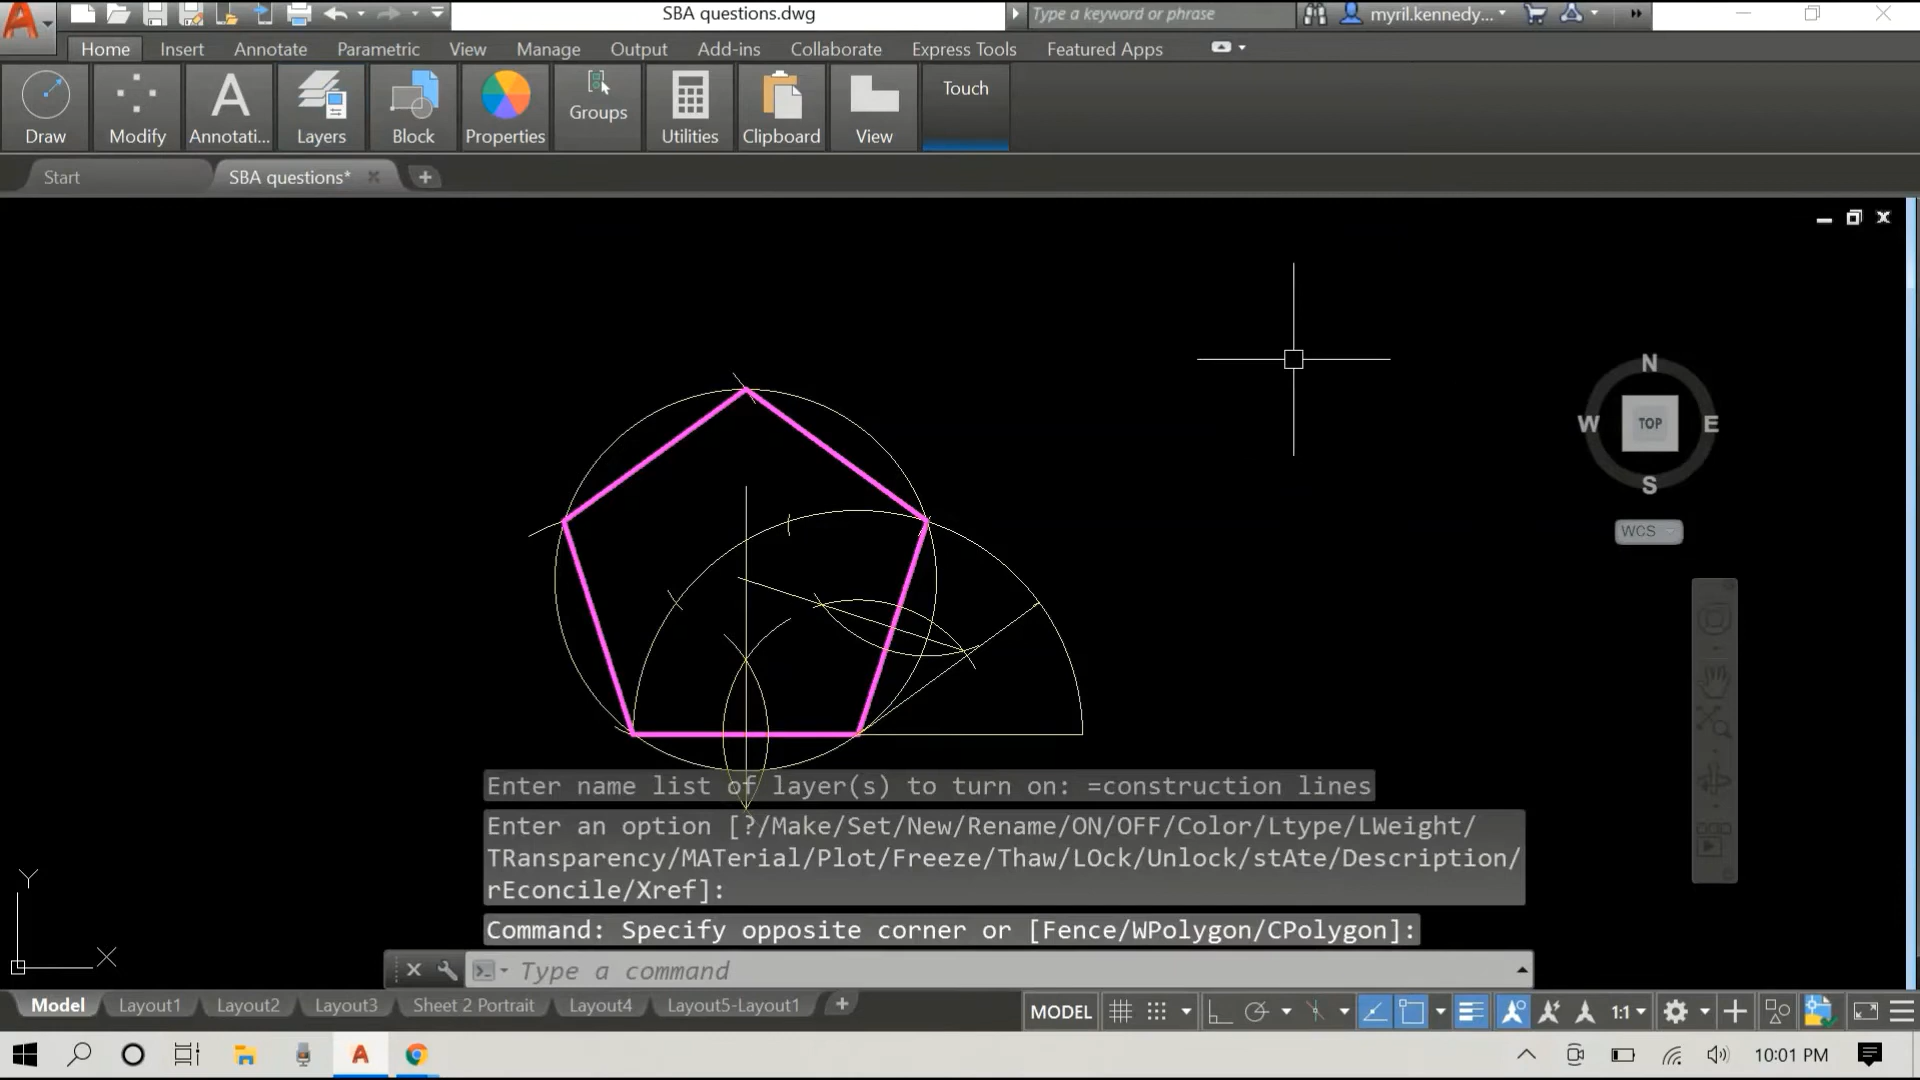 SBA questions.dwg
Type a keyword or phrase
myril.kennedy...
Home Insert Annotate Parametric View Manage Output Add-ins Collaborate Express Tools Featured Apps
Draw Modify Annotati... Layers Block Properties Groups Utilities Clipboard View Touch
Start SBA questions*
N
W TOP E
S
WCS
Enter name list of layer(s) to turn on: =construction lines
Enter an option [?/Make/Set/New/Rename/ON/OFF/Color/Ltype/LWeight/
TRansparency/MATerial/Plot/Freeze/Thaw/LOck/Unlock/stAte/Description/
rEconcile/Xref]:
Command: Specify opposite corner or [Fence/WPolygon/CPolygon]:
Type a command
Y
X
Model Layout1 Layout2 Layout3 Sheet 2 Portrait Layout4 Layout5-Layout1
MODEL 1:1
10:01 PM